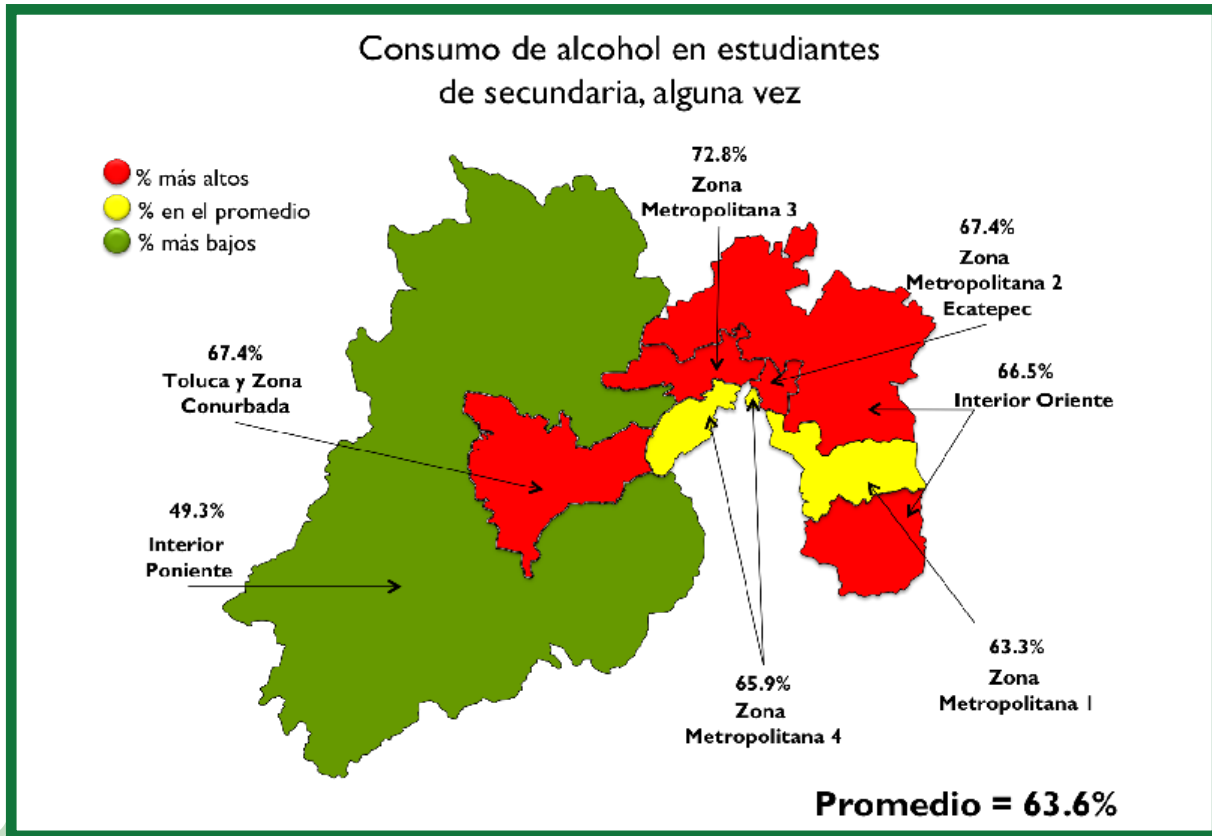 Consumo de alcohol en estudiantes
de secundaria, alguna vez
% más altos
% en el promedio
% más bajos
72.8%
Zona
Metropolitana 3
67.4%
Zona
Metropolitana 2
Ecatepec
67.4%
Toluca y Zona
Conurbada
66.5%
Interior Oriente
49.3%
Interior
Poniente
63.3%
Zona
Metropolitana 1
65.9%
Zona
Metropolitana 4
Promedio = 63.6%